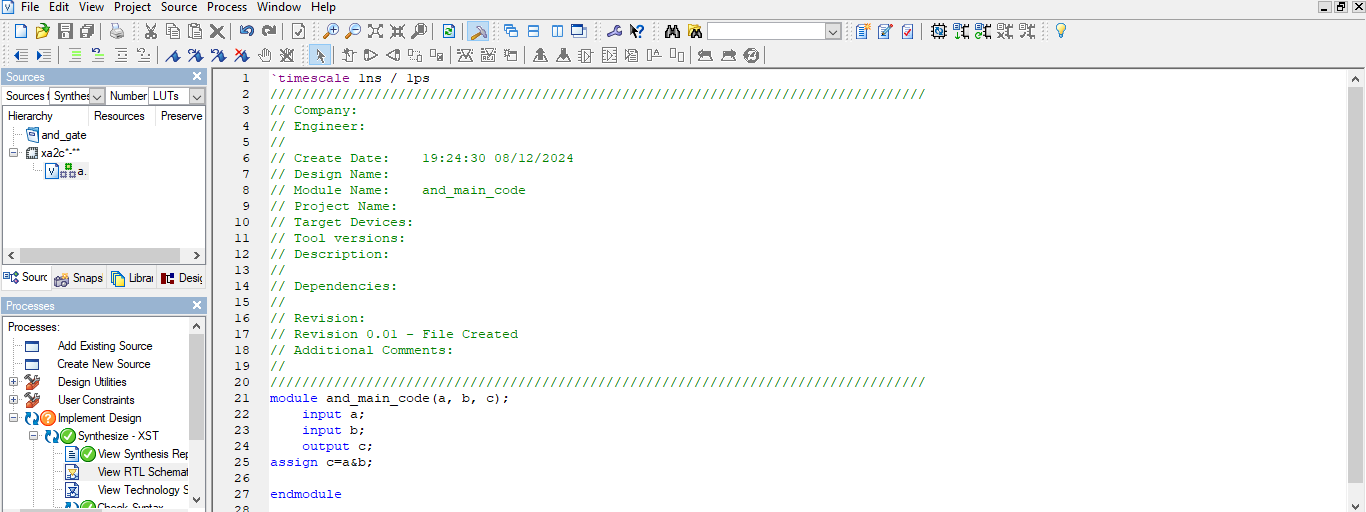 File Edit View Project Source Process Window Help
Sources
Sources f Synthes Number LUTs
Hierarchy Resources Preserve
and_gate
xa2c*-**
a.
Sourc Snaps Librar Desig
Processes
Processes:
Add Existing Source
Create New Source
Design Utilities
User Constraints
Implement Design
Synthesize - XST
View Synthesis Rep
View RTL Schemat
View Technology S
Check Syntax
1 `timescale 1ns / 1ps
2 //////////////////////////////////////////////////////////////////////////////////
3 // Company:
4 // Engineer:
5 //
6 // Create Date:    19:24:30 08/12/2024
7 // Design Name:
8 // Module Name:    and_main_code
9 // Project Name:
10 // Target Devices:
11 // Tool versions:
12 // Description:
13 //
14 // Dependencies:
15 //
16 // Revision:
17 // Revision 0.01 - File Created
18 // Additional Comments:
19 //
20 //////////////////////////////////////////////////////////////////////////////////
21 module and_main_code(a, b, c);
22     input a;
23     input b;
24     output c;
25 assign c=a&b;
26
27 endmodule
28